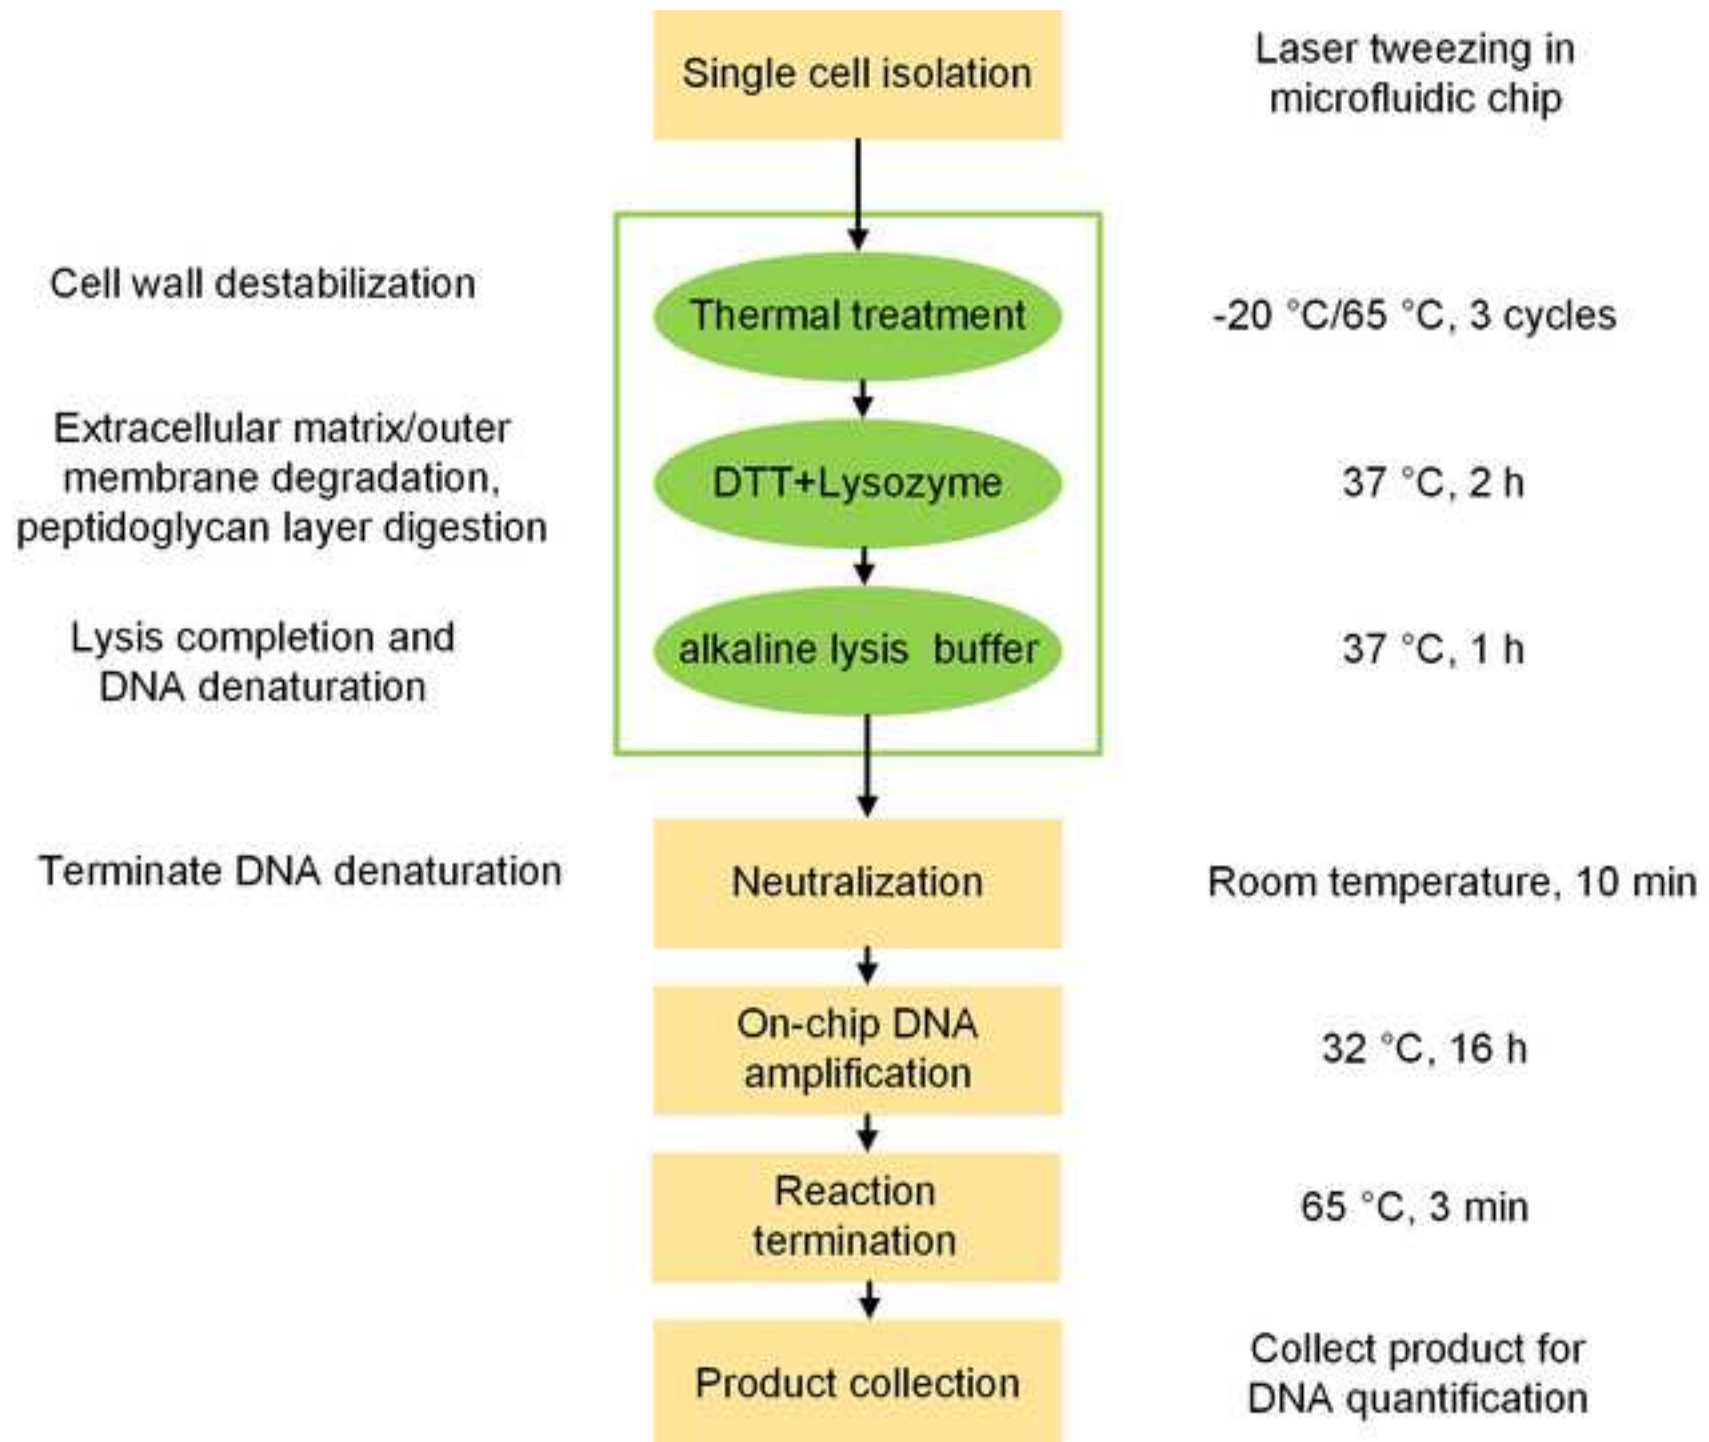 Single cell isolation
Laser tweezing in
microfluidic chip
Cell wall destabilization
Thermal treatment
-20 °C/65 °C, 3 cycles
Extracellular matrix/outer
membrane degradation,
peptidoglycan layer digestion
DTT+Lysozyme
37 °C, 2 h
Lysis completion and
DNA denaturation
alkaline lysis buffer
37 °C, 1 h
Terminate DNA denaturation
Neutralization
Room temperature, 10 min
On-chip DNA
amplification
32 °C, 16 h
Reaction
termination
65 °C, 3 min
Product collection
Collect product for
DNA quantification